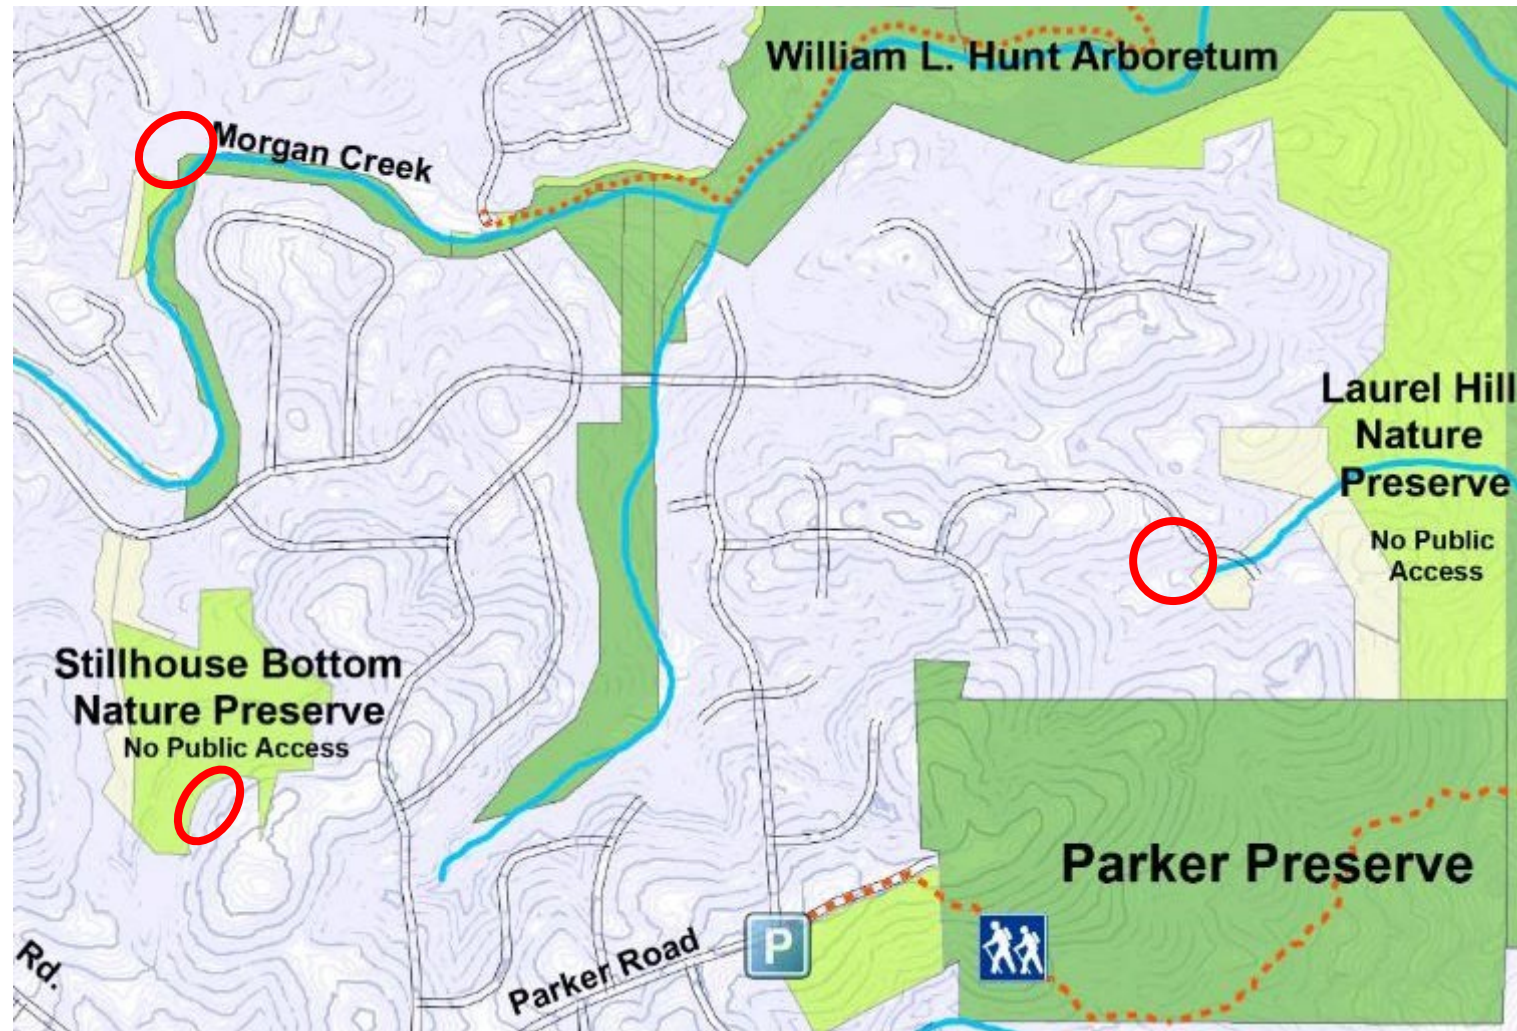 William L. Hunt Arboretum
Morgan Creek
Laurel Hill
Nature
Preserve
No Public
Access
Stillhouse Bottom
Nature Preserve
No Public Access
Parker Preserve
P
Parker Road
Rd.